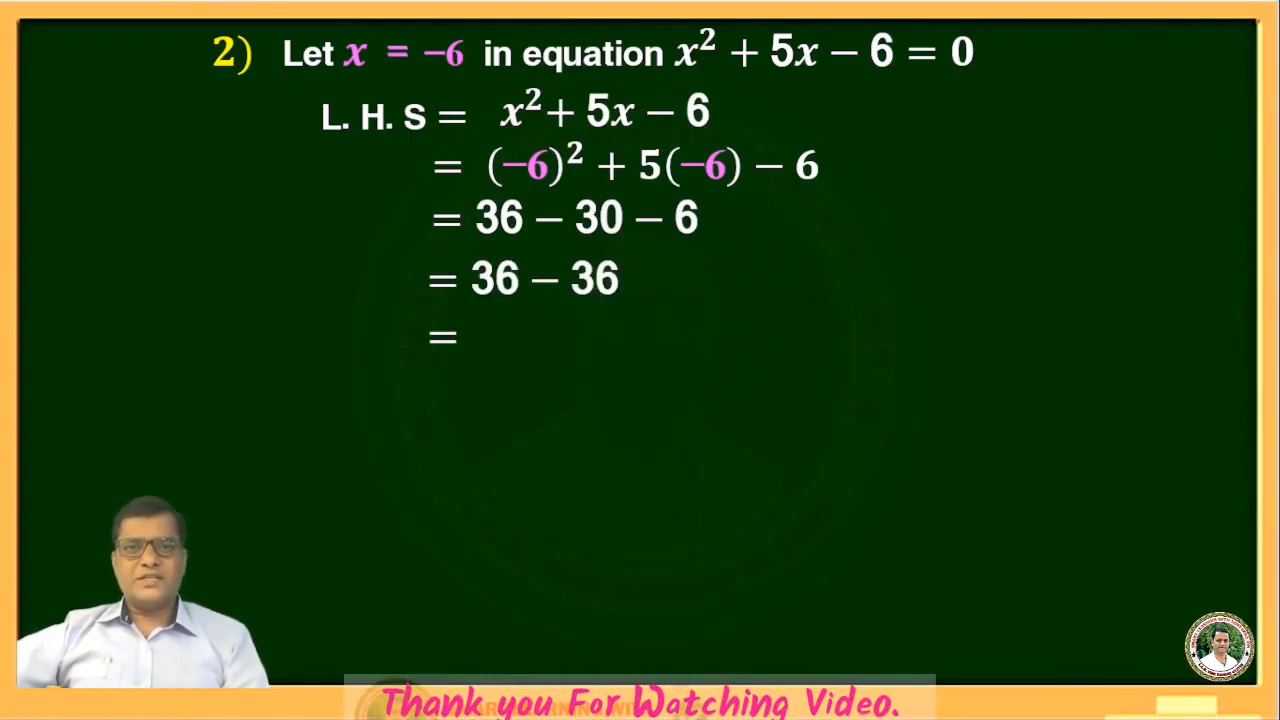 2) Let x = −6 in equation x² + 5x − 6 = 0
L. H. S = x² + 5x − 6
= (−6)² + 5(−6) − 6
= 36 − 30 − 6
= 36 − 36
=
Thank you For Watching Video.